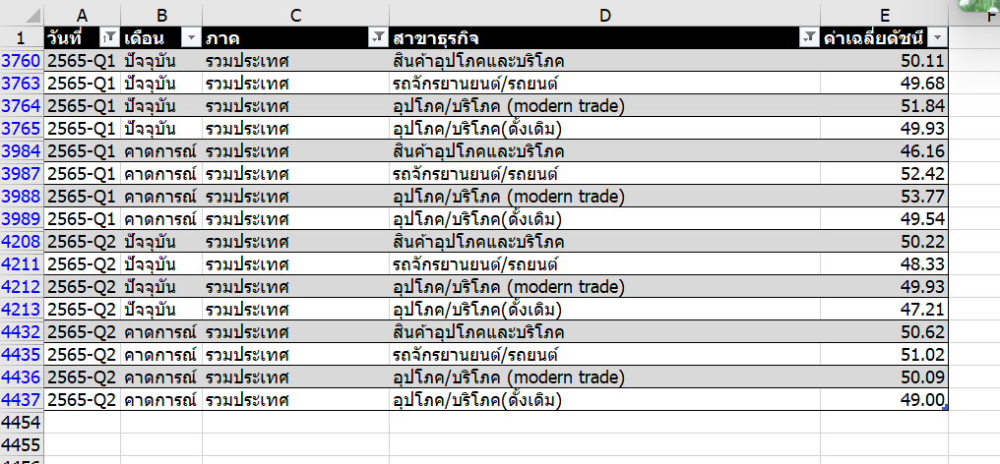 A B C D E F
1 วันที่ เดือน ภาค สาขาธุรกิจ ค่าเฉลี่ยดัชนี
3760 2565-Q1 ปัจจุบัน รวมประเทศ สินค้าอุปโภคและบริโภค 50.11
3763 2565-Q1 ปัจจุบัน รวมประเทศ รถจักรยานยนต์/รถยนต์ 49.68
3764 2565-Q1 ปัจจุบัน รวมประเทศ อุปโภค/บริโภค (modern trade) 51.84
3765 2565-Q1 ปัจจุบัน รวมประเทศ อุปโภค/บริโภค(ดั้งเดิม) 49.93
3984 2565-Q1 คาดการณ์ รวมประเทศ สินค้าอุปโภคและบริโภค 46.16
3987 2565-Q1 คาดการณ์ รวมประเทศ รถจักรยานยนต์/รถยนต์ 52.42
3988 2565-Q1 คาดการณ์ รวมประเทศ อุปโภค/บริโภค (modern trade) 53.77
3989 2565-Q1 คาดการณ์ รวมประเทศ อุปโภค/บริโภค(ดั้งเดิม) 49.54
4208 2565-Q2 ปัจจุบัน รวมประเทศ สินค้าอุปโภคและบริโภค 50.22
4211 2565-Q2 ปัจจุบัน รวมประเทศ รถจักรยานยนต์/รถยนต์ 48.33
4212 2565-Q2 ปัจจุบัน รวมประเทศ อุปโภค/บริโภค (modern trade) 49.93
4213 2565-Q2 ปัจจุบัน รวมประเทศ อุปโภค/บริโภค(ดั้งเดิม) 47.21
4432 2565-Q2 คาดการณ์ รวมประเทศ สินค้าอุปโภคและบริโภค 50.62
4435 2565-Q2 คาดการณ์ รวมประเทศ รถจักรยานยนต์/รถยนต์ 51.02
4436 2565-Q2 คาดการณ์ รวมประเทศ อุปโภค/บริโภค (modern trade) 50.09
4437 2565-Q2 คาดการณ์ รวมประเทศ อุปโภค/บริโภค(ดั้งเดิม) 49.00
4454
4455